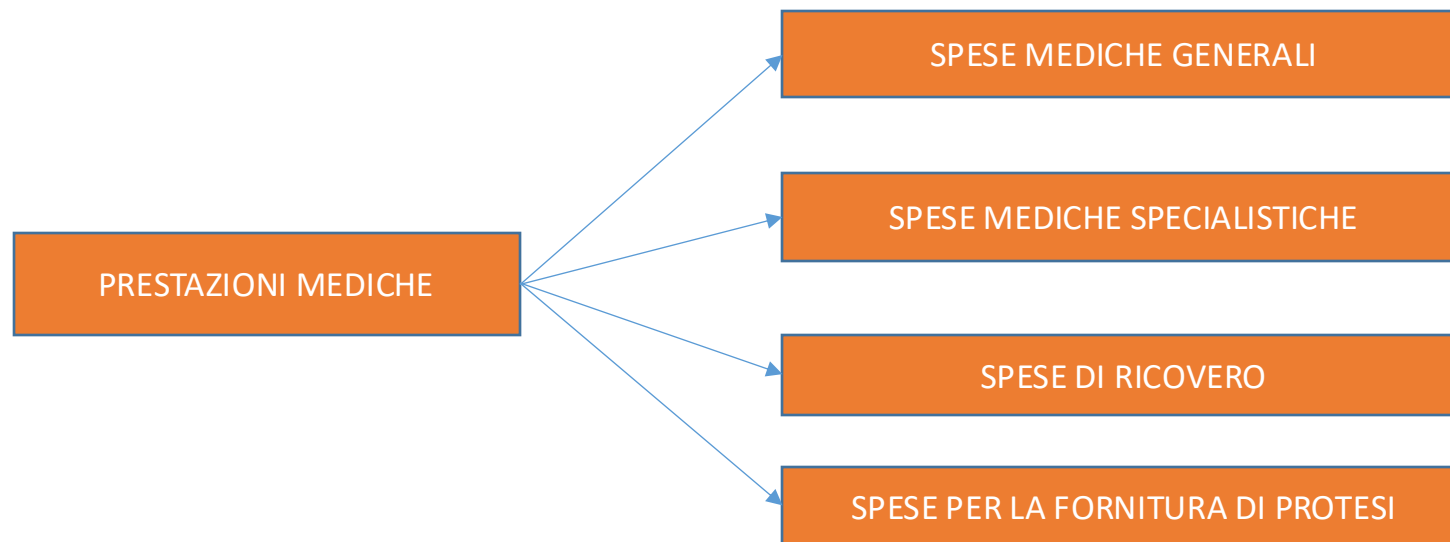 SPESE MEDICHE GENERALI
SPESE MEDICHE SPECIALISTICHE
PRESTAZIONI MEDICHE
SPESE DI RICOVERO
SPESE PER LA FORNITURA DI PROTESI